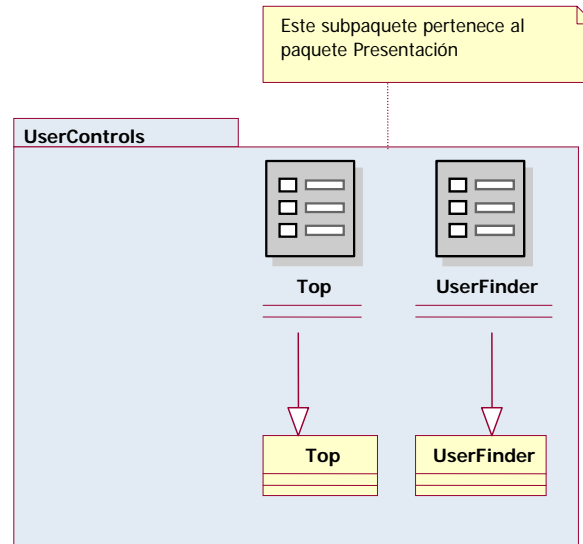 Este subpaquete pertenece al
paquete Presentación
UserControls
Top
UserFinder
Top
UserFinder